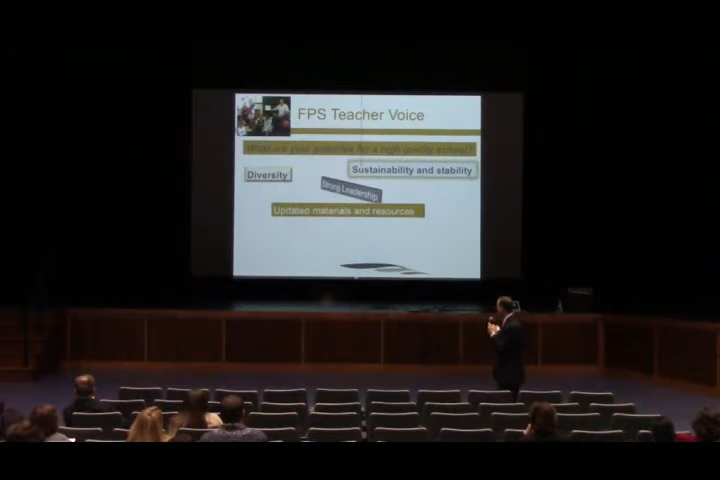 FPS Teacher Voice
What are your priorities for a high quality school?
Diversity
Sustainability and stability
Strong Leadership
Updated materials and resources